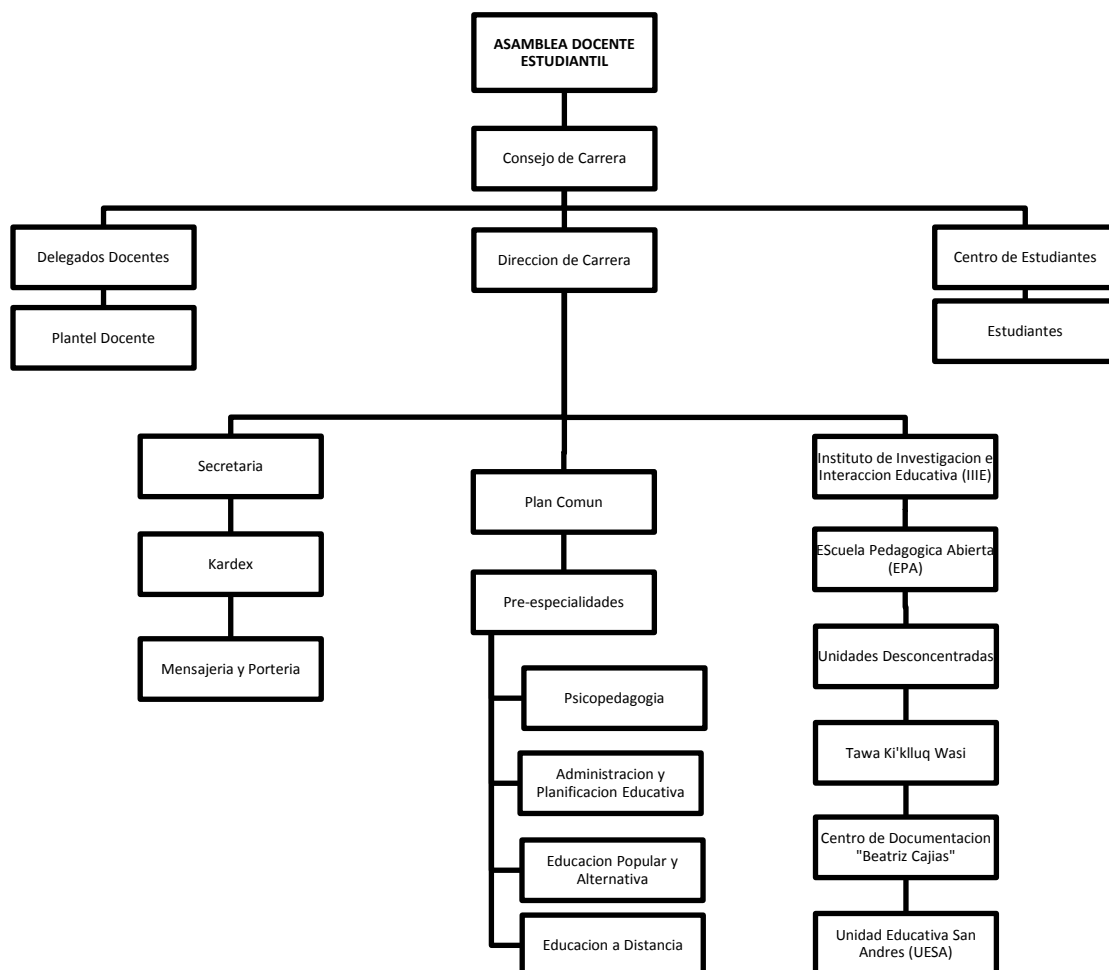 ASAMBLEA DOCENTE
ESTUDIANTIL
Consejo de Carrera
Delegados Docentes
Direccion de Carrera
Centro de Estudiantes
Plantel Docente
Estudiantes
Secretaria
Kardex
Mensajeria y Porteria
Plan Comun
Pre-especialidades
Psicopedagogia
Administracion y
Planificacion Educativa
Educacion Popular y
Alternativa
Educacion a Distancia
Instituto de Investigacion e
Interaccion Educativa (IIIE)
EScuela Pedagogica Abierta
(EPA)
Unidades Desconcentradas
Tawa Ki'klluq Wasi
Centro de Documentacion
"Beatriz Cajias"
Unidad Educativa San
Andres (UESA)